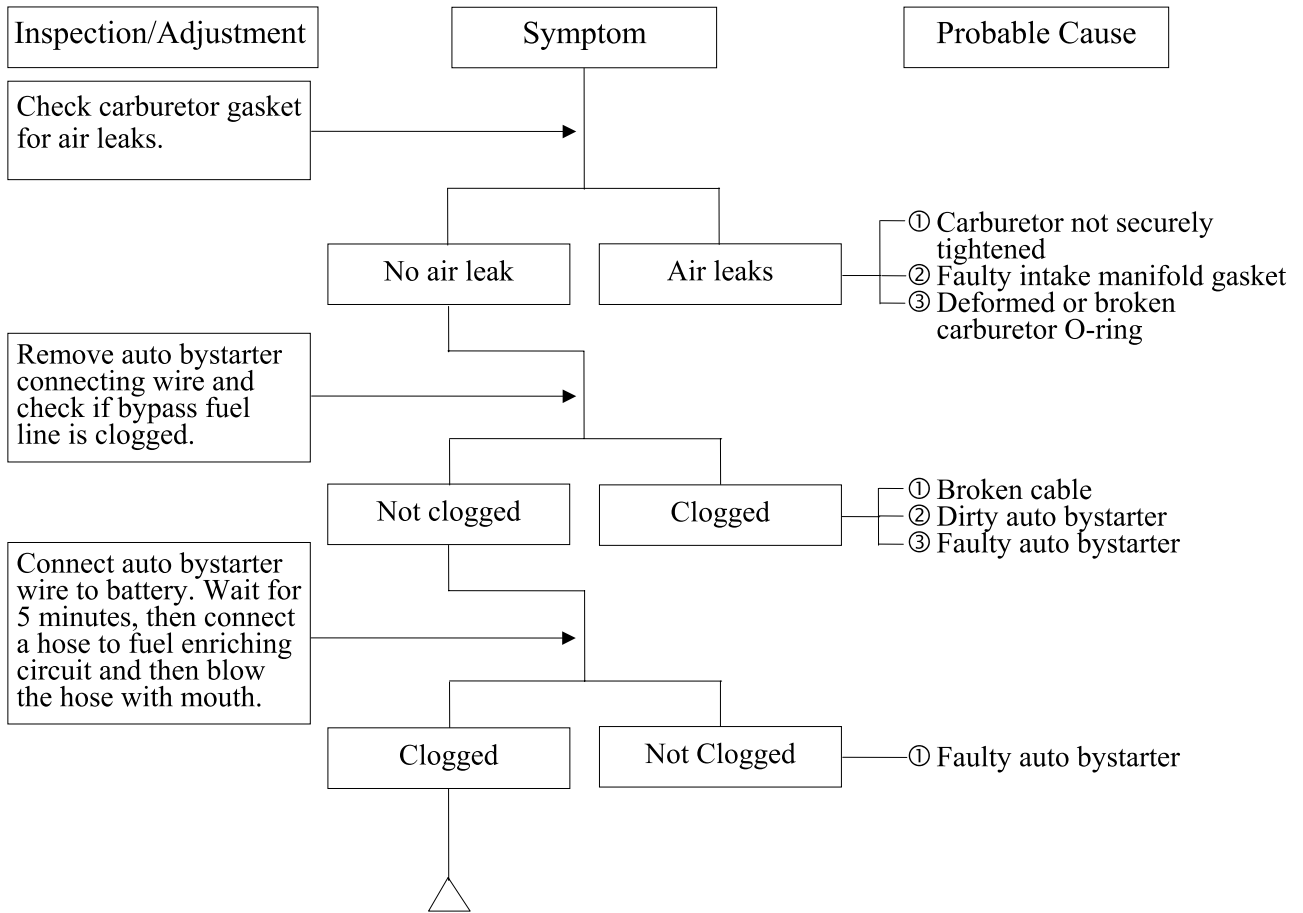 Inspection/Adjustment
Symptom
Probable Cause
Check carburetor gasket
for air leaks.
No air leak
Air leaks
① Carburetor not securely
tightened
② Faulty intake manifold gasket
③ Deformed or broken
carburetor O-ring
Remove auto bystarter
connecting wire and
check if bypass fuel
line is clogged.
Not clogged
Clogged
① Broken cable
② Dirty auto bystarter
③ Faulty auto bystarter
Connect auto bystarter
wire to battery. Wait for
5 minutes, then connect
a hose to fuel enriching
circuit and then blow
the hose with mouth.
Clogged
Not Clogged
① Faulty auto bystarter